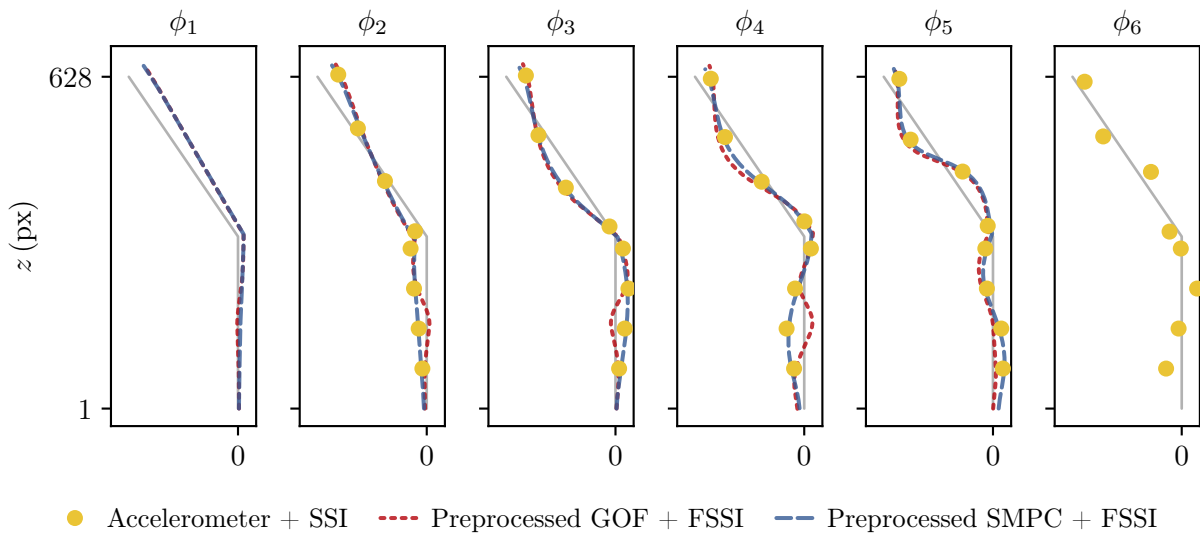 ϕ1 ϕ2 ϕ3 ϕ4 ϕ5 ϕ6
628
z (px)
1
0 0 0 0 0 0
Accelerometer + SSI Preprocessed GOF + FSSI Preprocessed SMPC + FSSI